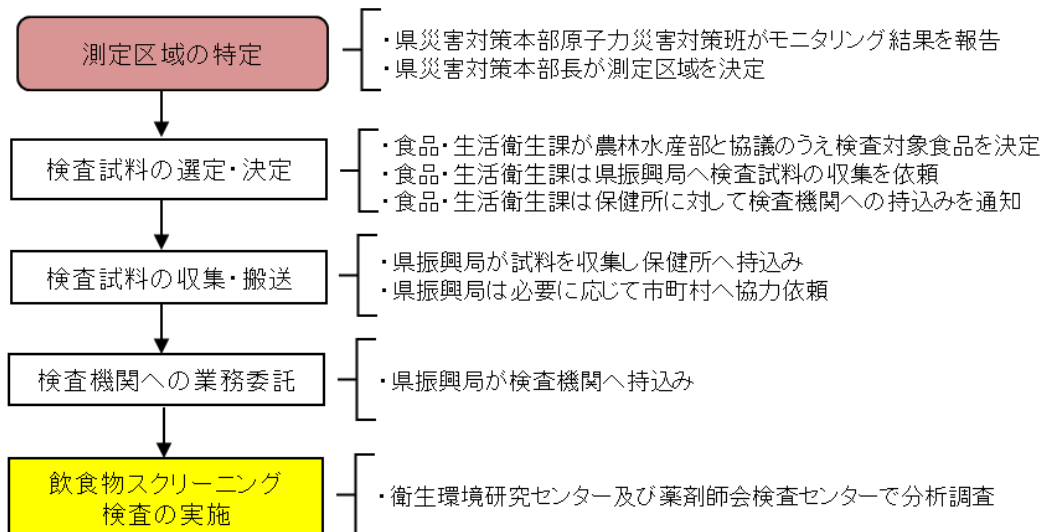 測定区域の特定
・県災害対策本部原子力災害対策班がモニタリング結果を報告
・県災害対策本部長が測定区域を決定
検査試料の選定・決定
・食品・生活衛生課が農林水産部と協議のうえ検査対象食品を決定
・食品・生活衛生課は県振興局へ検査試料の収集を依頼
・食品・生活衛生課は保健所に対して検査機関への持込みを通知
検査試料の収集・搬送
・県振興局が試料を収集し保健所へ持込み
・県振興局は必要に応じて市町村へ協力依頼
検査機関への業務委託
・県振興局が検査機関へ持込み
飲食物スクリーニング
検査の実施
・衛生環境研究センター及び薬剤師会検査センターで分析調査